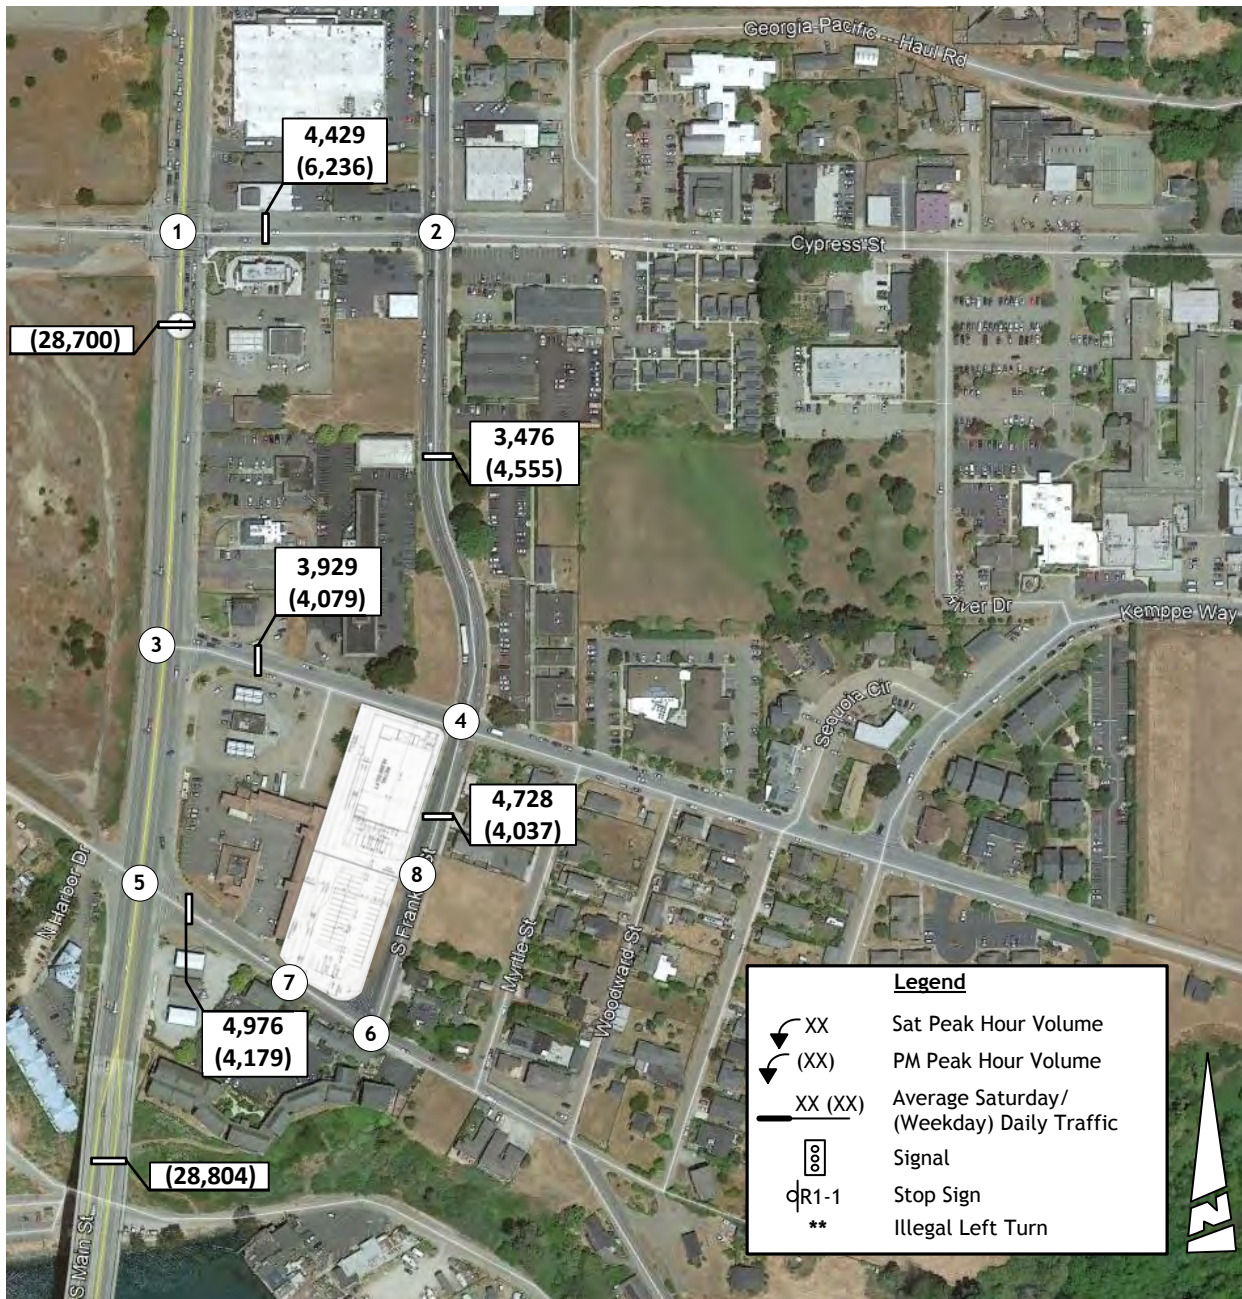 Georgia-Pacific---Haul Rd
4,429
(6,236)
1
2
Cypress St
(28,700)
3,476
(4,555)
3,929
(4,079)
River Dr
Kemppe Way
3
Sequoia Cir
4
4,728
(4,037)
N Harbor Dr
5
8
S Frank
St
Myrtle St
Woodward St
7
6
4,976
(4,179)
(28,804)
S Main St
Legend
XX Sat Peak Hour Volume
(XX) PM Peak Hour Volume
XX (XX) Average Saturday/
(Weekday) Daily Traffic
Signal
R1-1 Stop Sign
** Illegal Left Turn